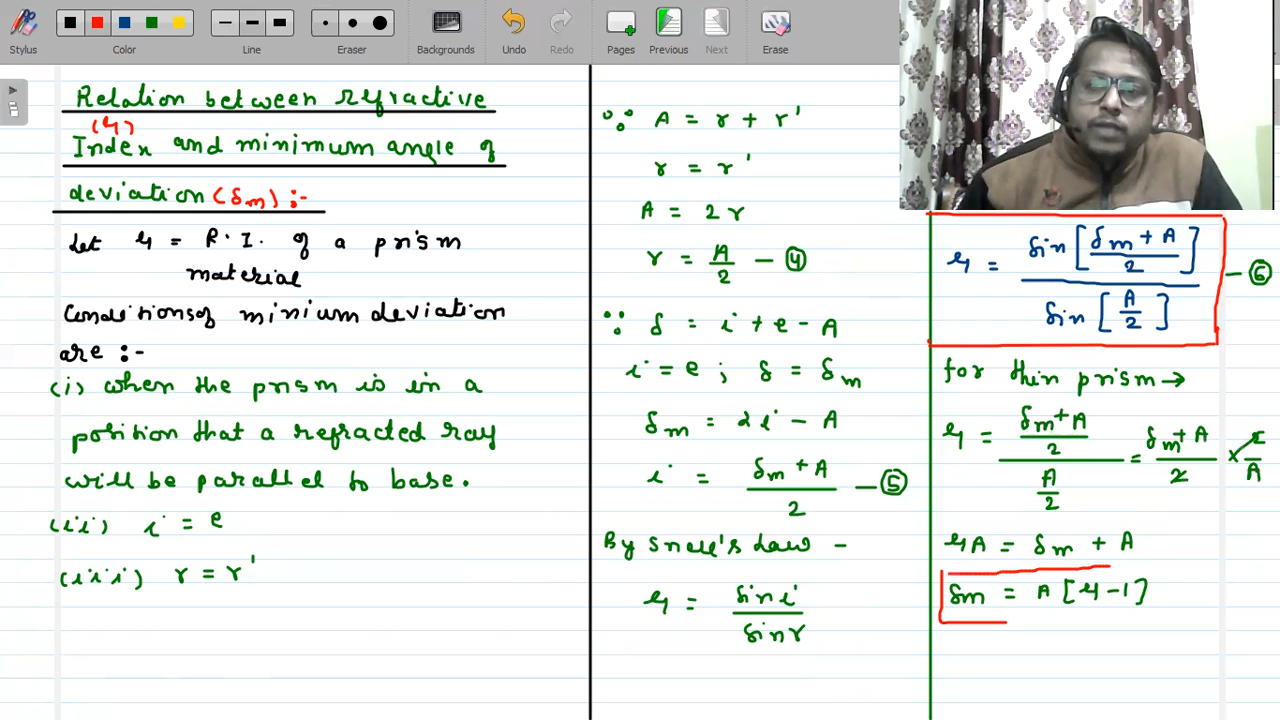 Stylus
Color
Line
Eraser
Backgrounds
Undo
Redo
Pages
Previous
Next
Erase
Relation between refractive
(μ)
Index and minimum angle of
deviation (δm) :-
Let μ = R.I. of a prism
material
Conditions of minium deviation
are :-
(i) when the prism is in a
position that a refracted ray
will be parallel to base.
(ii) i = e
(iii) r = r'
∵ A = r + r'
r = r'
A = 2r
r = A/2 — ④
∵ δ = i + e - A
i = e ; δ = δm
δm = 2i - A
i = (δm + A)/2 — ⑤
By Snell's Law -
μ = sin i / sin r
μ = sin[(δm + A)/2] / sin[A/2] — ⑥
for thin prism →
μ = ((δm + A)/2) / (A/2) = (δm + A)/2 × 2/A
μA = δm + A
δm = A[μ - 1]